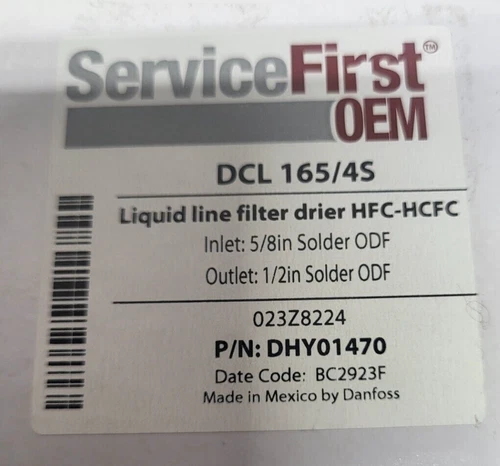 ServiceFirst™
OEM
DCL 165/4S
Liquid line filter drier HFC-HCFC
Inlet: 5/8in Solder ODF
Outlet: 1/2in Solder ODF
023Z8224
P/N: DHY01470
Date Code: BC2923F
Made in Mexico by Danfoss